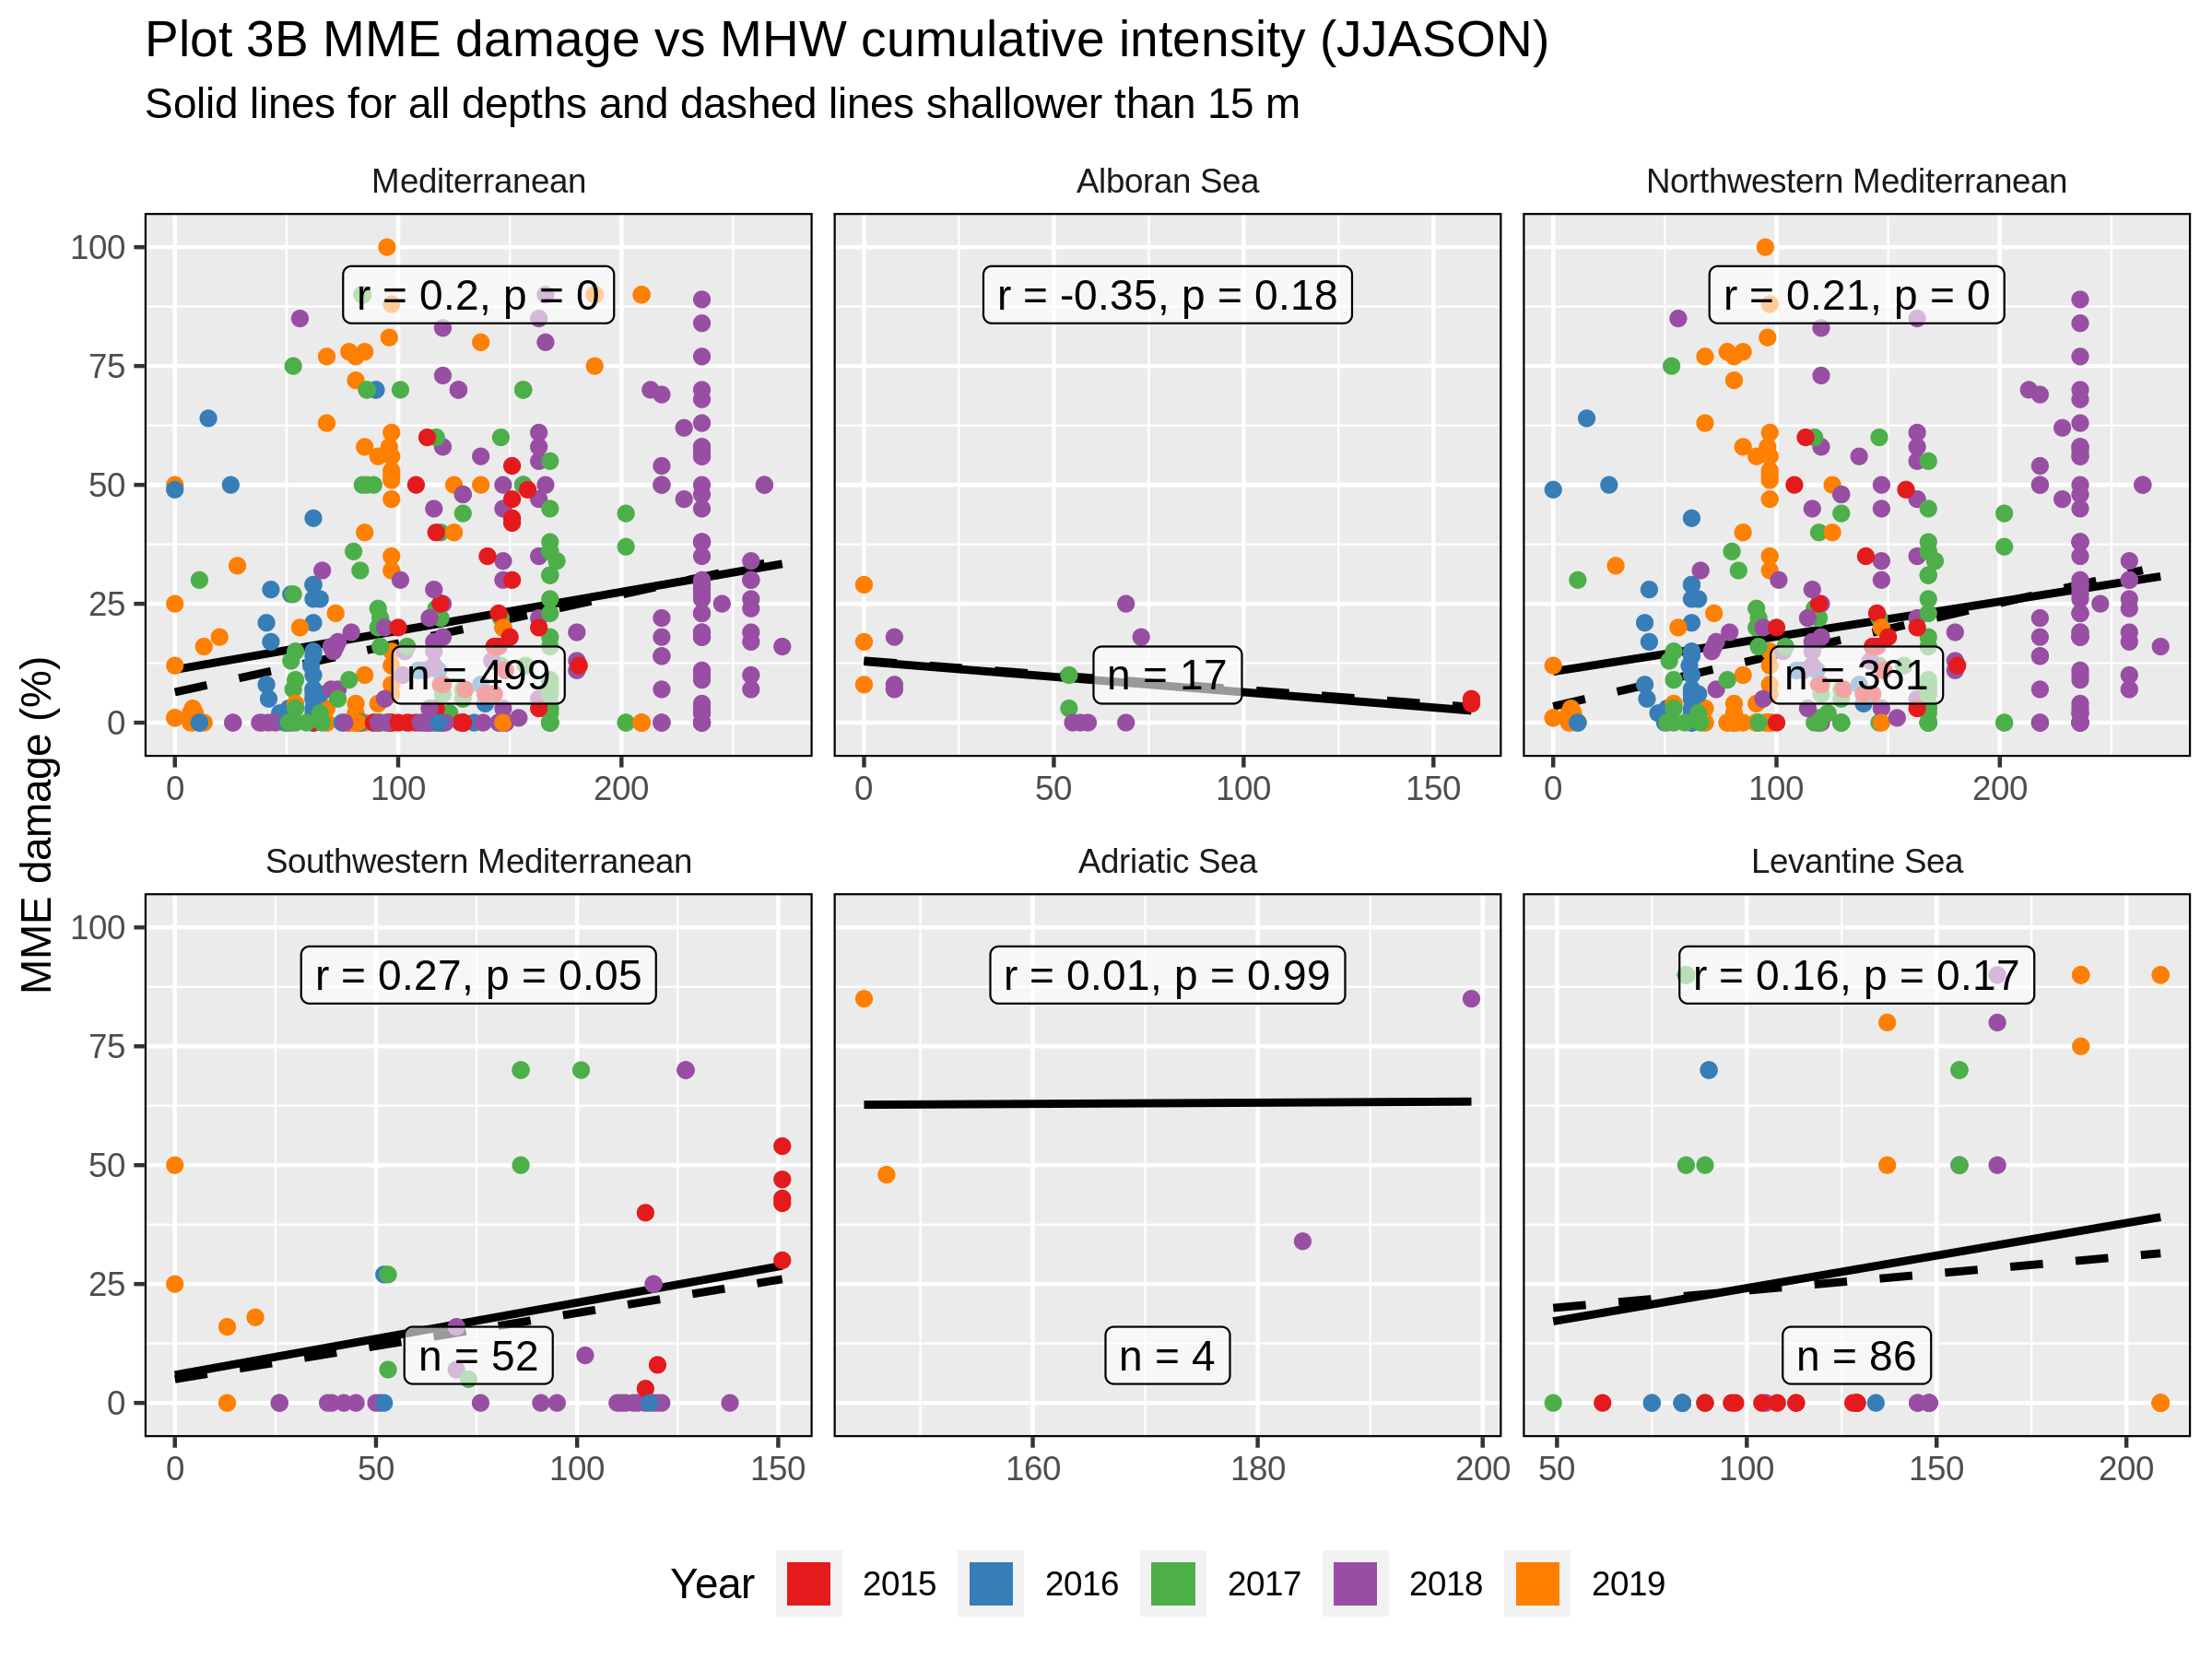 Plot 3B MME damage vs MHW cumulative intensity (JJASON)
Solid lines for all depths and dashed lines shallower than 15 m
MME damage (%)
Mediterranean
Alboran Sea
Northwestern Mediterranean
100
75
50
25
0
r = 0.2, p = 0
n = 499
r = -0.35, p = 0.18
n = 17
r = 0.21, p = 0
n = 361
0 100 200
0 50 100 150
0 100 200
Southwestern Mediterranean
Adriatic Sea
Levantine Sea
100
75
50
25
0
r = 0.27, p = 0.05
n = 52
r = 0.01, p = 0.99
n = 4
r = 0.16, p = 0.17
n = 86
0 50 100 150
160 180 200
50 100 150 200
Year 2015 2016 2017 2018 2019